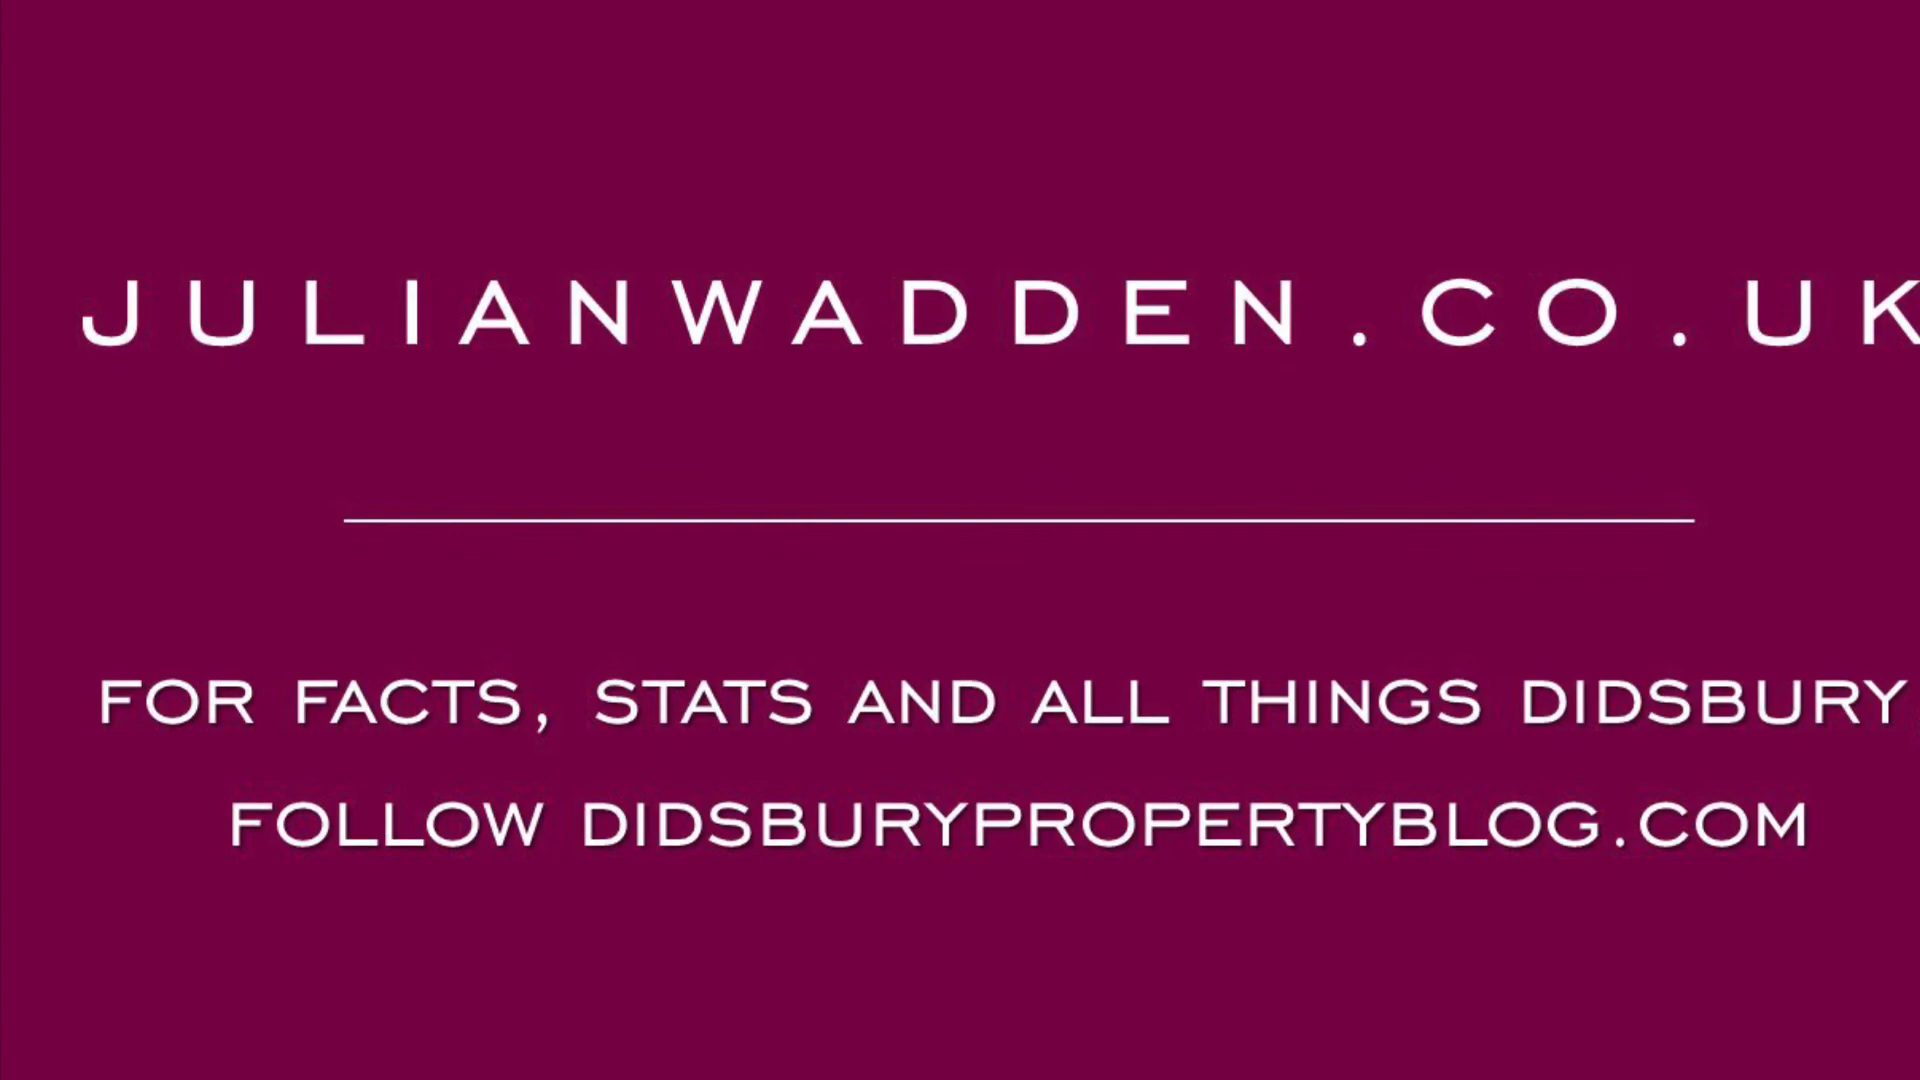 JULIANWADDEN.CO.UK
FOR FACTS, STATS AND ALL THINGS DIDSBURY
FOLLOW DIDSBURYPROPERTYBLOG.COM